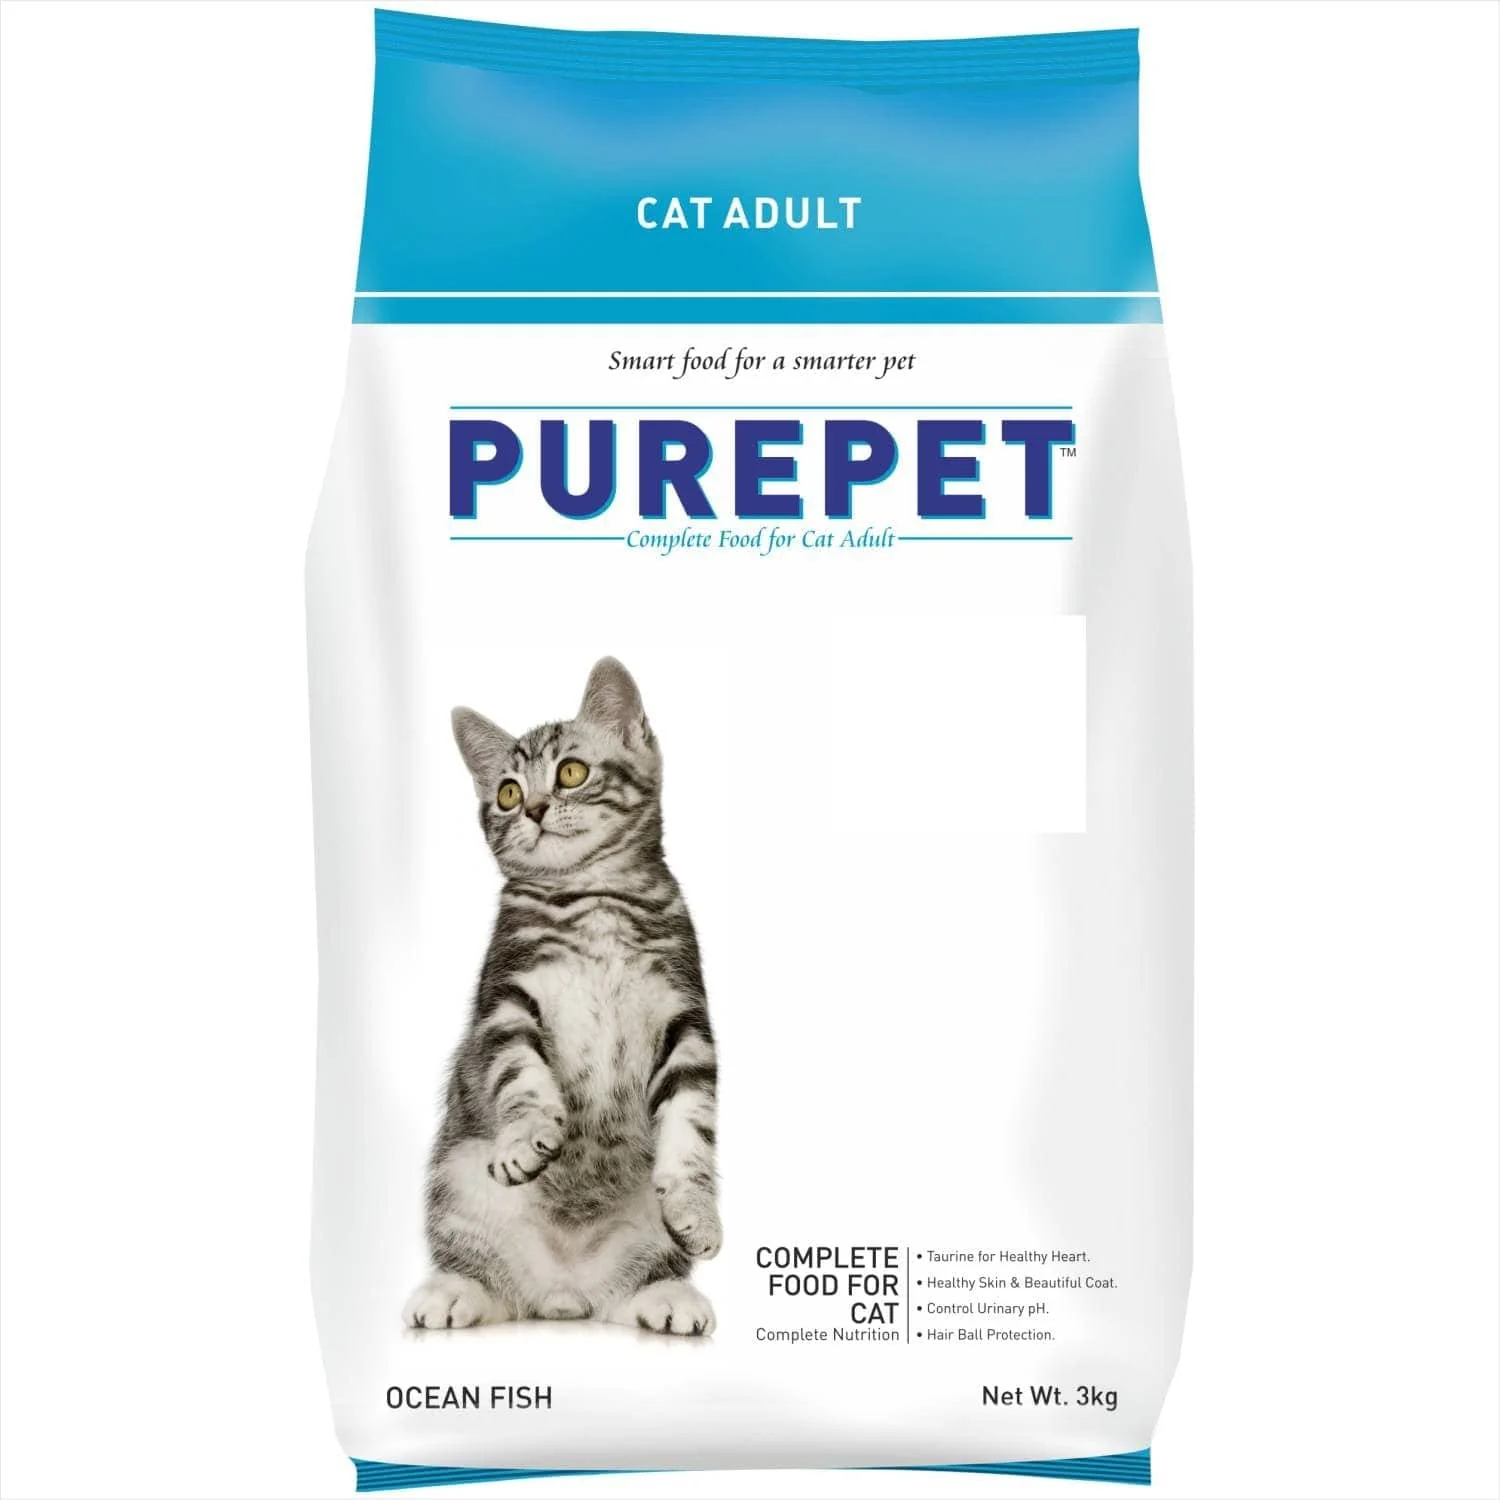 CAT ADULT
Smart food for a smarter pet
PUREPET™
Complete Food for Cat Adult
COMPLETE
FOOD FOR
CAT
Complete Nutrition
• Taurine for Healthy Heart.
• Healthy Skin & Beautiful Coat.
• Control Urinary pH.
• Hair Ball Protection.
OCEAN FISH
Net Wt. 3kg